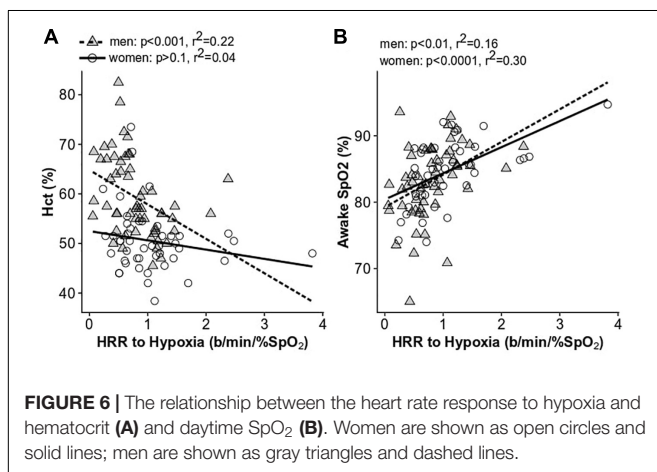 A
men: p<0.001, r²=0.22
women: p>0.1, r²=0.04
80
70
60
50
40
Hct (%)
0 1 2 3 4
HRR to Hypoxia (b/min/%SpO₂)
B
men: p<0.01, r²=0.16
women: p<0.0001, r²=0.30
90
80
70
Awake SpO2 (%)
0 1 2 3 4
HRR to Hypoxia (b/min/%SpO₂)
FIGURE 6 | The relationship between the heart rate response to hypoxia and
hematocrit (A) and daytime SpO₂ (B). Women are shown as open circles and
solid lines; men are shown as gray triangles and dashed lines.